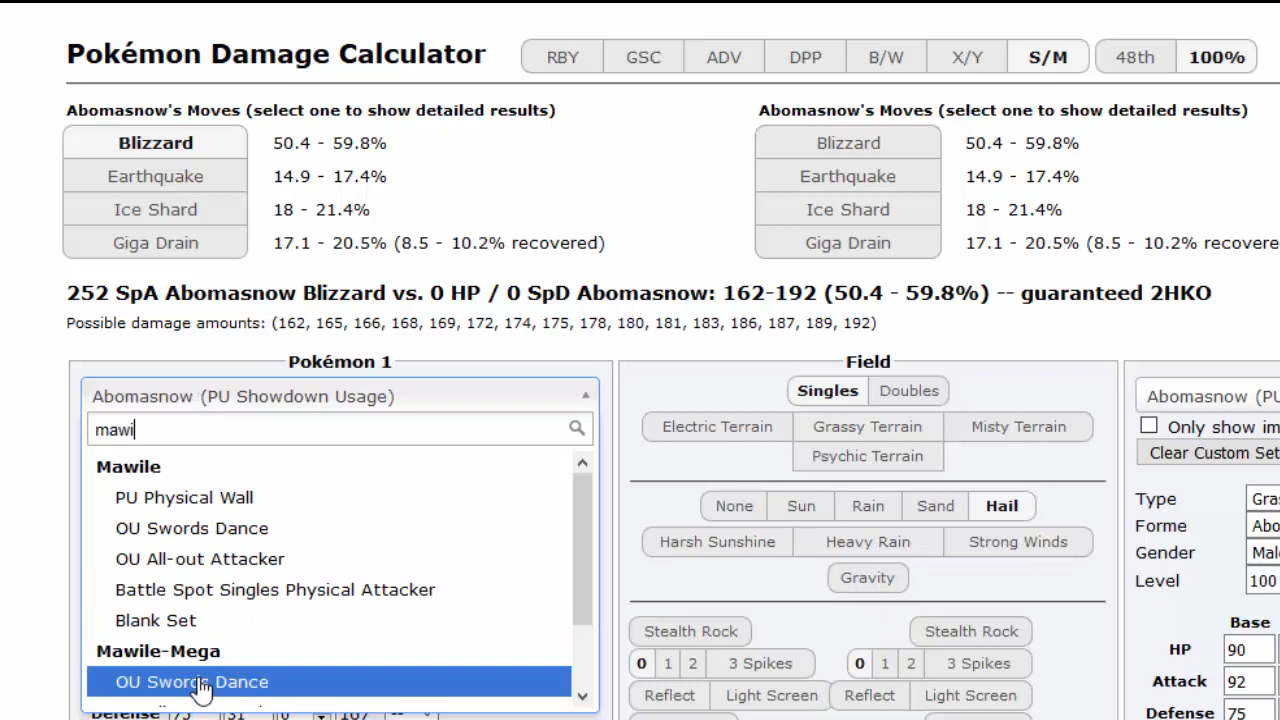 Pokémon Damage Calculator RBY GSC ADV DPP B/W X/Y S/M 48th 100%
Abomasnow's Moves (select one to show detailed results) Abomasnow's Moves (select one to show detailed results)
Blizzard 50.4 - 59.8% Blizzard 50.4 - 59.8%
Earthquake 14.9 - 17.4% Earthquake 14.9 - 17.4%
Ice Shard 18 - 21.4% Ice Shard 18 - 21.4%
Giga Drain 17.1 - 20.5% (8.5 - 10.2% recovered) Giga Drain 17.1 - 20.5% (8.5 - 10.2% recovere
252 SpA Abomasnow Blizzard vs. 0 HP / 0 SpD Abomasnow: 162-192 (50.4 - 59.8%) -- guaranteed 2HKO
Possible damage amounts: (162, 165, 166, 168, 169, 172, 174, 175, 178, 180, 181, 183, 186, 187, 189, 192)
Pokémon 1
Abomasnow (PU Showdown Usage)
mawi
Mawile
PU Physical Wall
OU Swords Dance
OU All-out Attacker
Battle Spot Singles Physical Attacker
Blank Set
Mawile-Mega
OU Swords Dance
Defense 75 31 0 167
Field
Singles Doubles
Electric Terrain Grassy Terrain Misty Terrain
Psychic Terrain
None Sun Rain Sand Hail
Harsh Sunshine Heavy Rain Strong Winds
Gravity
Stealth Rock Stealth Rock
0 1 2 3 Spikes 0 1 2 3 Spikes
Reflect Light Screen Reflect Light Screen
Abomasnow (PU
Only show im
Clear Custom Set
Type Gra
Forme Abo
Gender Mal
Level 100
Base
HP 90
Attack 92
Defense 75